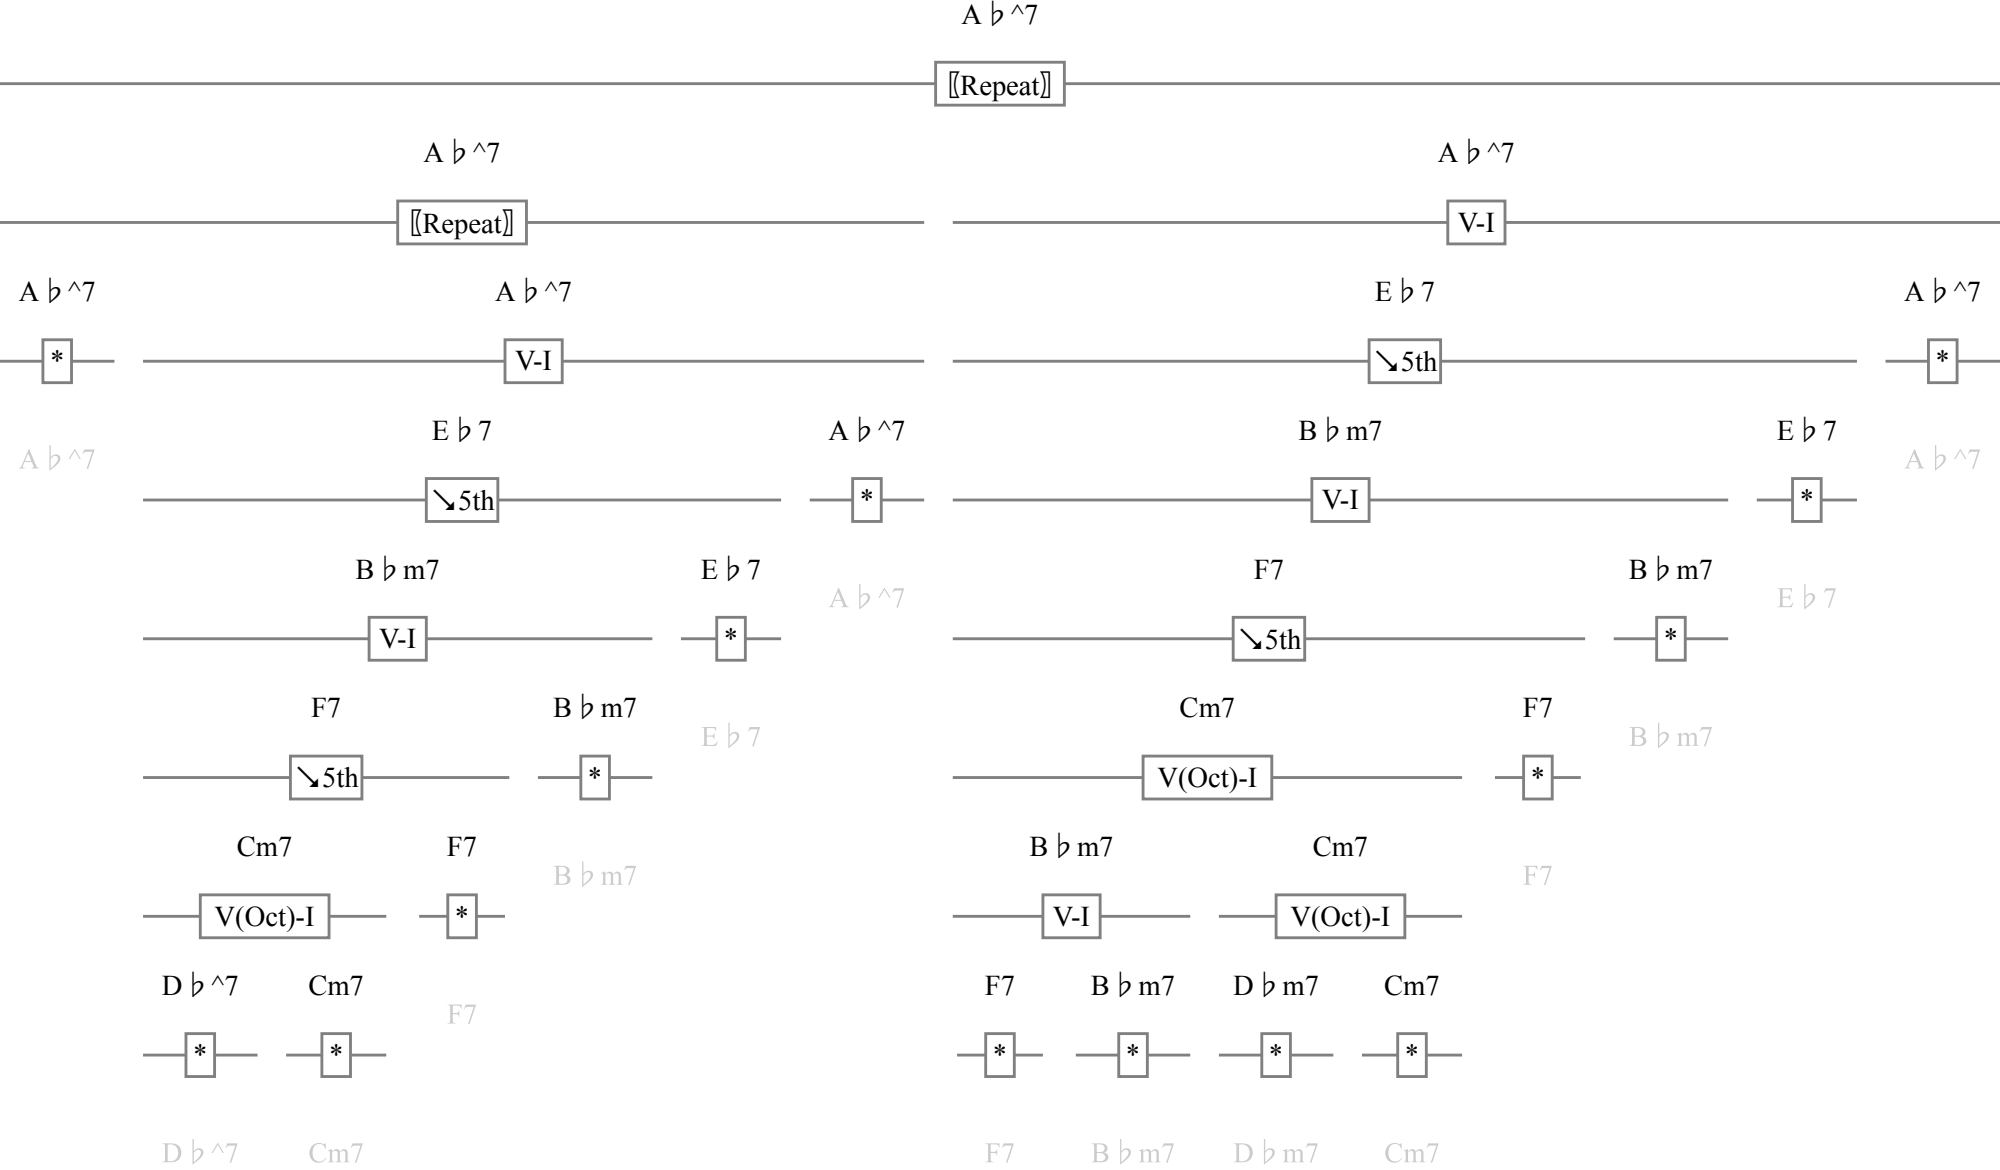 A♭^7
⟦Repeat⟧
A♭^7 A♭^7
⟦Repeat⟧ V-I
A♭^7 A♭^7 E♭7 A♭^7
* V-I ↘5th *
E♭7 A♭^7 B♭m7 E♭7
A♭^7 A♭^7
↘5th * V-I *
B♭m7 E♭7 F7 B♭m7
A♭^7 E♭7
V-I * ↘5th *
F7 B♭m7 Cm7 F7
E♭7 B♭m7
↘5th * V(Oct)-I *
Cm7 F7 B♭m7 Cm7
B♭m7 F7
V(Oct)-I * V-I V(Oct)-I
D♭^7 Cm7 F7 B♭m7 D♭m7 Cm7
F7
* * * * * *
D♭^7 Cm7 F7 B♭m7 D♭m7 Cm7